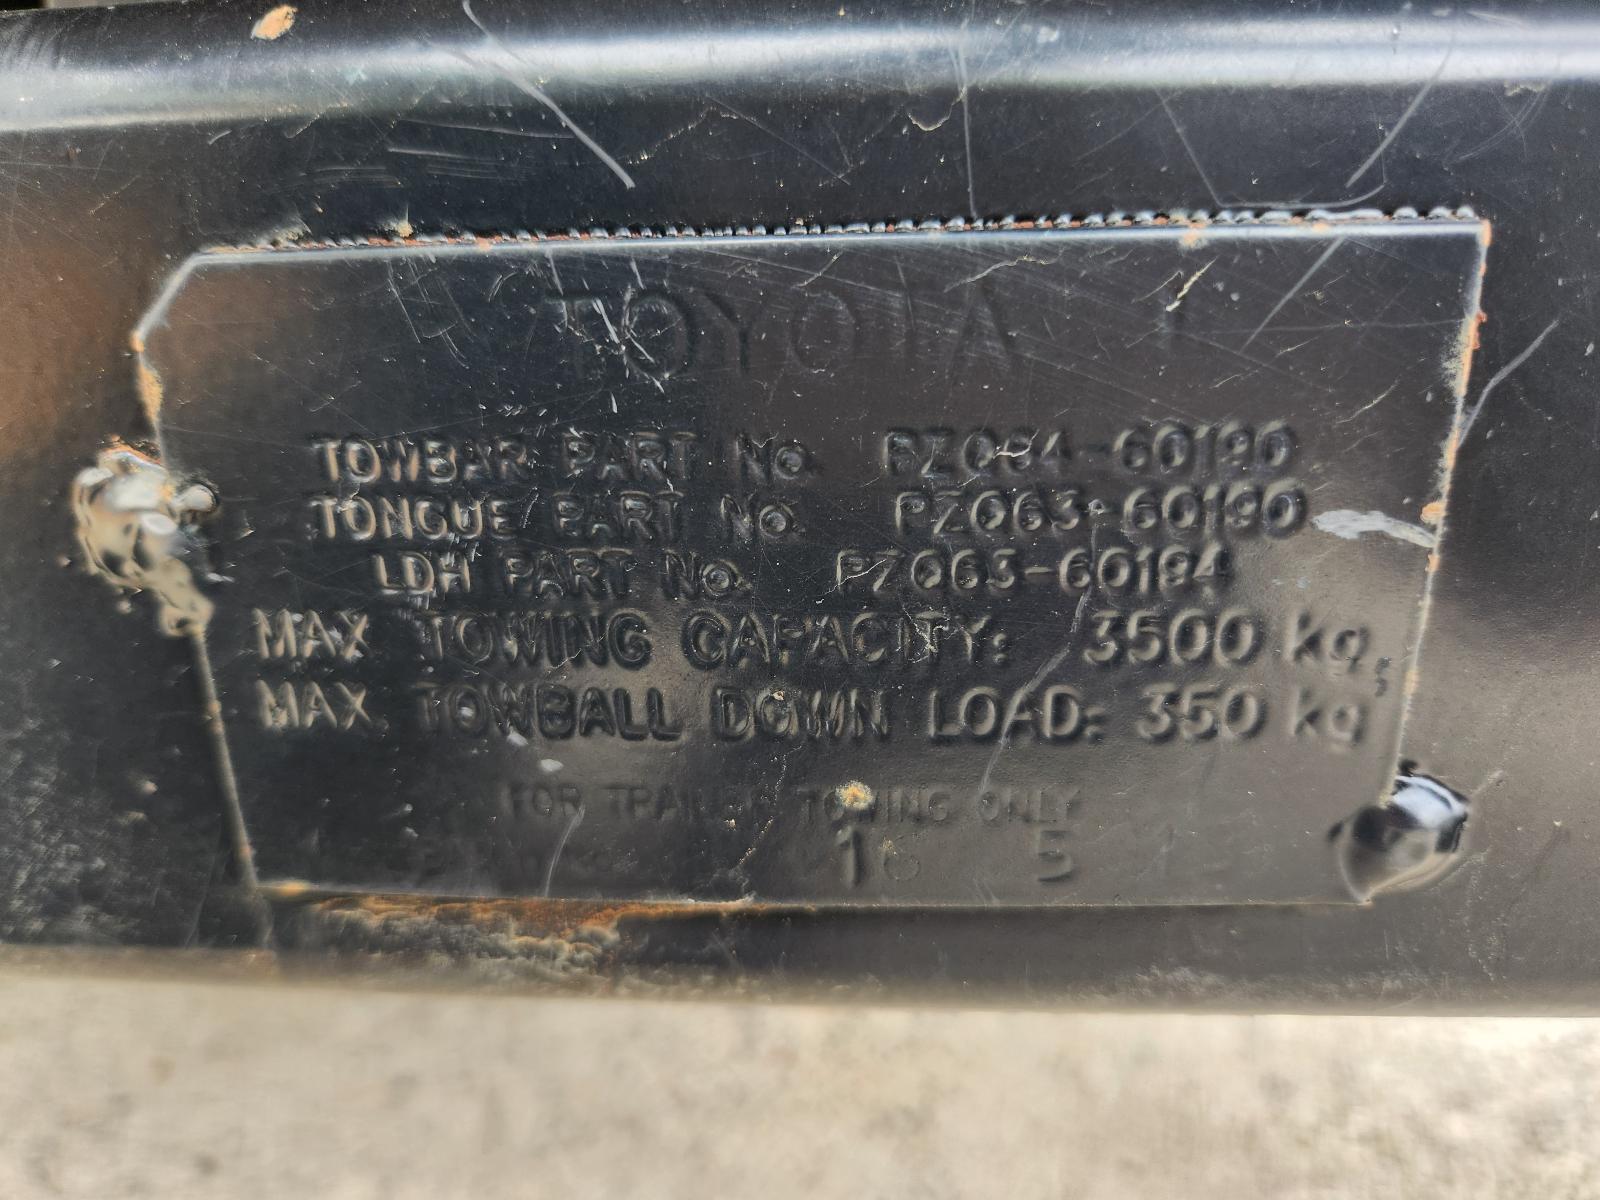 TOYOTA
TOWBAR PART No. PZ064-60190
TONGUE PART No. PZ063-60190
LDH PART No. PZ063-60194
MAX. TOWING CAPACITY: 3500 kg
MAX. TOWBALL DOWN LOAD: 350 kg
FOR TRAILER TOWING ONLY
5